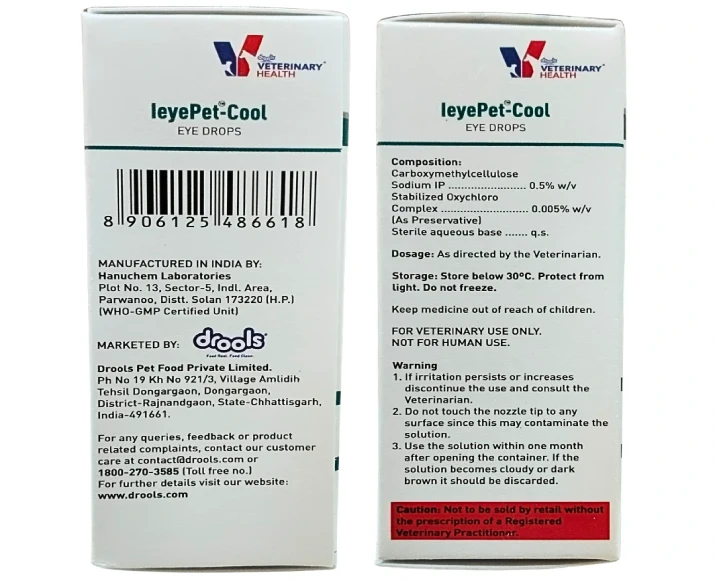 drools
VETERINARY
HEALTH
IeyePet™-Cool
EYE DROPS
8 906125 486618
MANUFACTURED IN INDIA BY:
Hanuchem Laboratories
Plot No. 13, Sector-5, Indl. Area,
Parwanoo, Distt. Solan 173220 (H.P.)
(WHO-GMP Certified Unit)
MARKETED BY: drools
Feed Real. Feed Clean.
Drools Pet Food Private Limited.
Ph No 19 Kh No 921/3, Village Amlidih
Tehsil Dongargaon, Dongargaon,
District-Rajnandgaon, State-Chhattisgarh,
India-491661.
For any queries, feedback or product
related complaints, contact our customer
care at contact@drools.com or
1800-270-3585 (Toll free no.)
For further details visit our website:
www.drools.com
drools
VETERINARY
HEALTH
IeyePet™-Cool
EYE DROPS
Composition:
Carboxymethylcellulose
Sodium IP ........................ 0.5% w/v
Stabilized Oxychloro
Complex ........................... 0.005% w/v
(As Preservative)
Sterile aqueous base ....... q.s.
Dosage: As directed by the Veterinarian.
Storage: Store below 30ºC. Protect from
light. Do not freeze.
Keep medicine out of reach of children.
FOR VETERINARY USE ONLY.
NOT FOR HUMAN USE.
Warning
1. If irritation persists or increases
discontinue the use and consult the
Veterinarian.
2. Do not touch the nozzle tip to any
surface since this may contaminate the
solution.
3. Use the solution within one month
after opening the container. If the
solution becomes cloudy or dark
brown it should be discarded.
Caution: Not to be sold by retail without
the prescription of a Registered
Veterinary Practitioner.